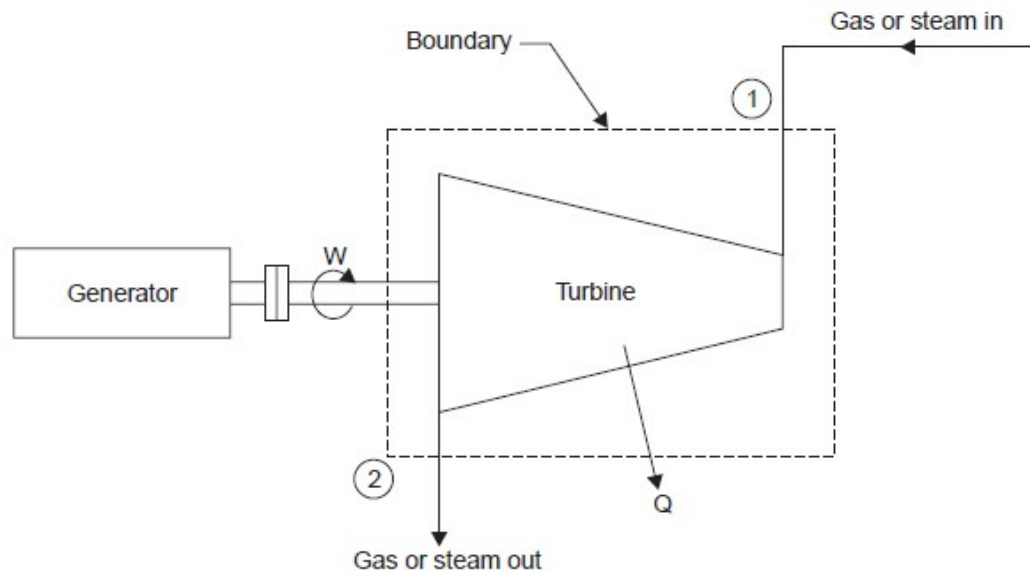 Gas or steam in
Boundary
1
W
Generator
Turbine
2
Q
Gas or steam out